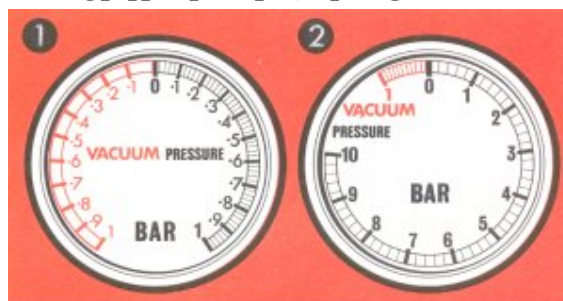 1
0
·1 ·1
·2 ·2
·3 ·3
·4 ·4
·5 ·5
VACUUM PRESSURE
·6 ·6
·7 ·7
·8 ·8
·9 ·9
1 BAR 1
2
1 0 1
VACUUM 2
PRESSURE
10 3
BAR
9 4
8 5
7 6